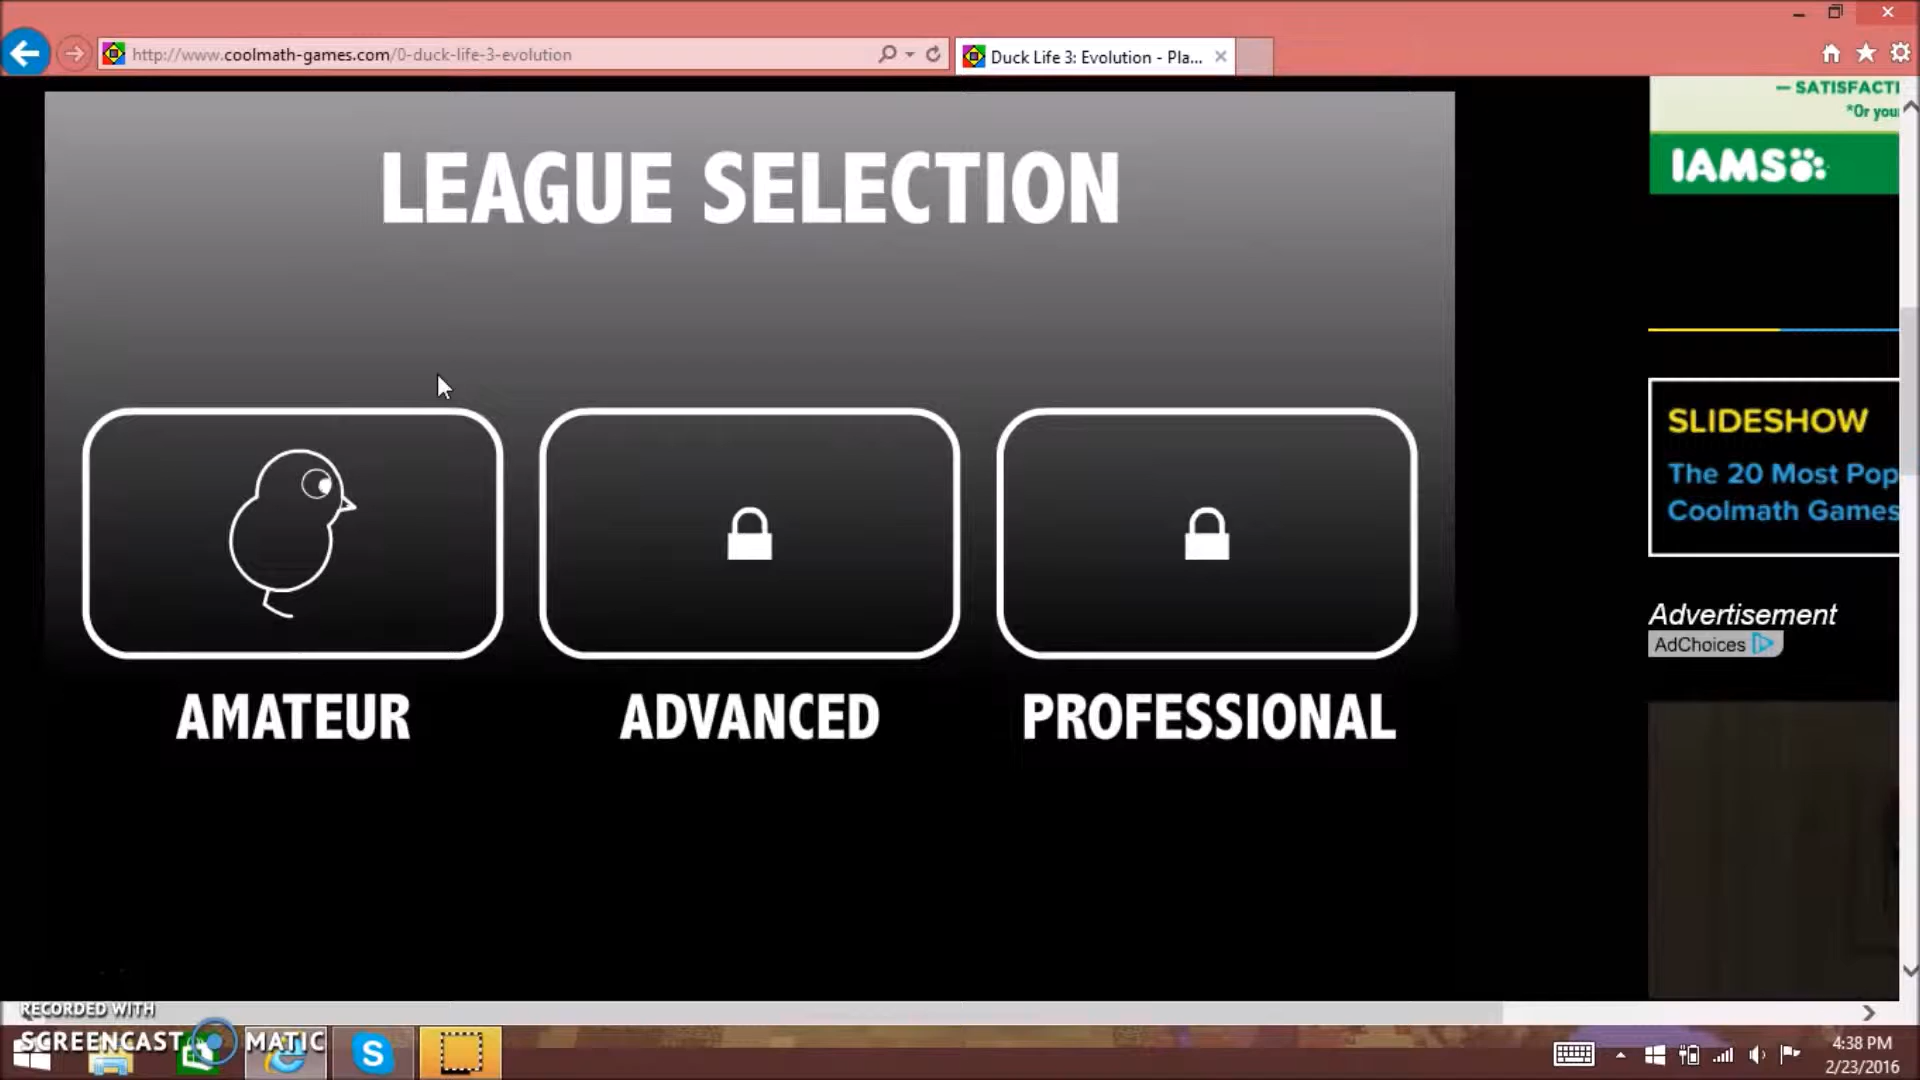 http://www.coolmath-games.com/0-duck-life-3-evolution
Duck Life 3: Evolution - Pla...
— SATISFACTI
*Or you
IAMS
LEAGUE SELECTION
SLIDESHOW
The 20 Most Pop
Coolmath Games
Advertisement
AdChoices
AMATEUR
ADVANCED
PROFESSIONAL
RECORDED WITH
SCREENCAST MATIC
4:38 PM
2/23/2016